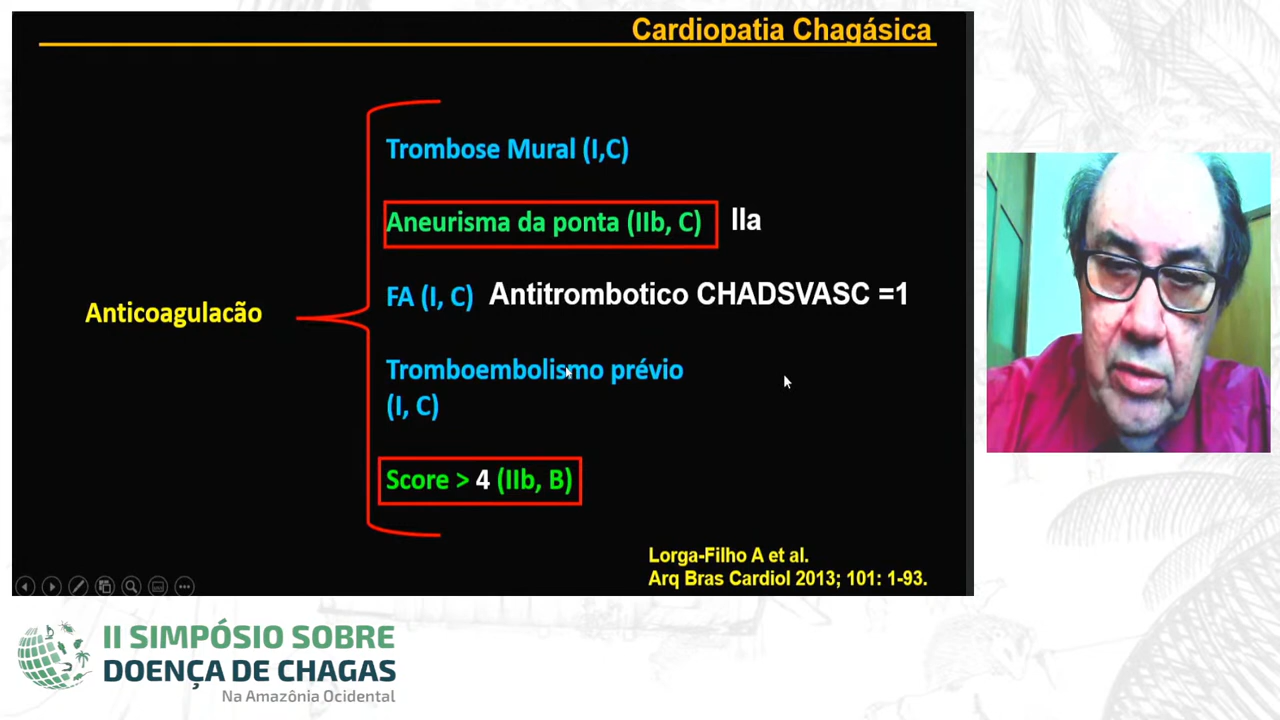 Cardiopatia Chagásica
Trombose Mural (I,C)
Aneurisma da ponta (IIb, C) IIa
FA (I, C) Antitrombotico CHADSVASC =1
Anticoagulacão
Tromboembolismo prévio
(I, C)
Score > 4 (IIb, B)
Lorga-Filho A et al.
Arq Bras Cardiol 2013; 101: 1-93.
II SIMPÓSIO SOBRE
DOENÇA DE CHAGAS
Na Amazônia Ocidental